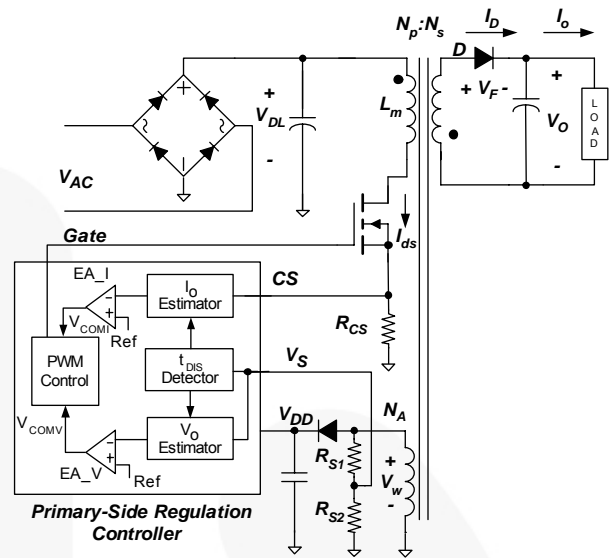 Np:Ns
ID
Io
D
+
VDL
-
Lm
+ VF -
+
VO
-
LOAD
VAC
Gate
Ids
EA_I
CS
IO
Estimator
VCOMI
Ref
RCS
PWM
Control
tDIS
Detector
VS
VCOMV
VO
Estimator
VDD
NA
EA_V
Ref
RS1
RS2
+
Vw
-
Primary-Side Regulation
Controller